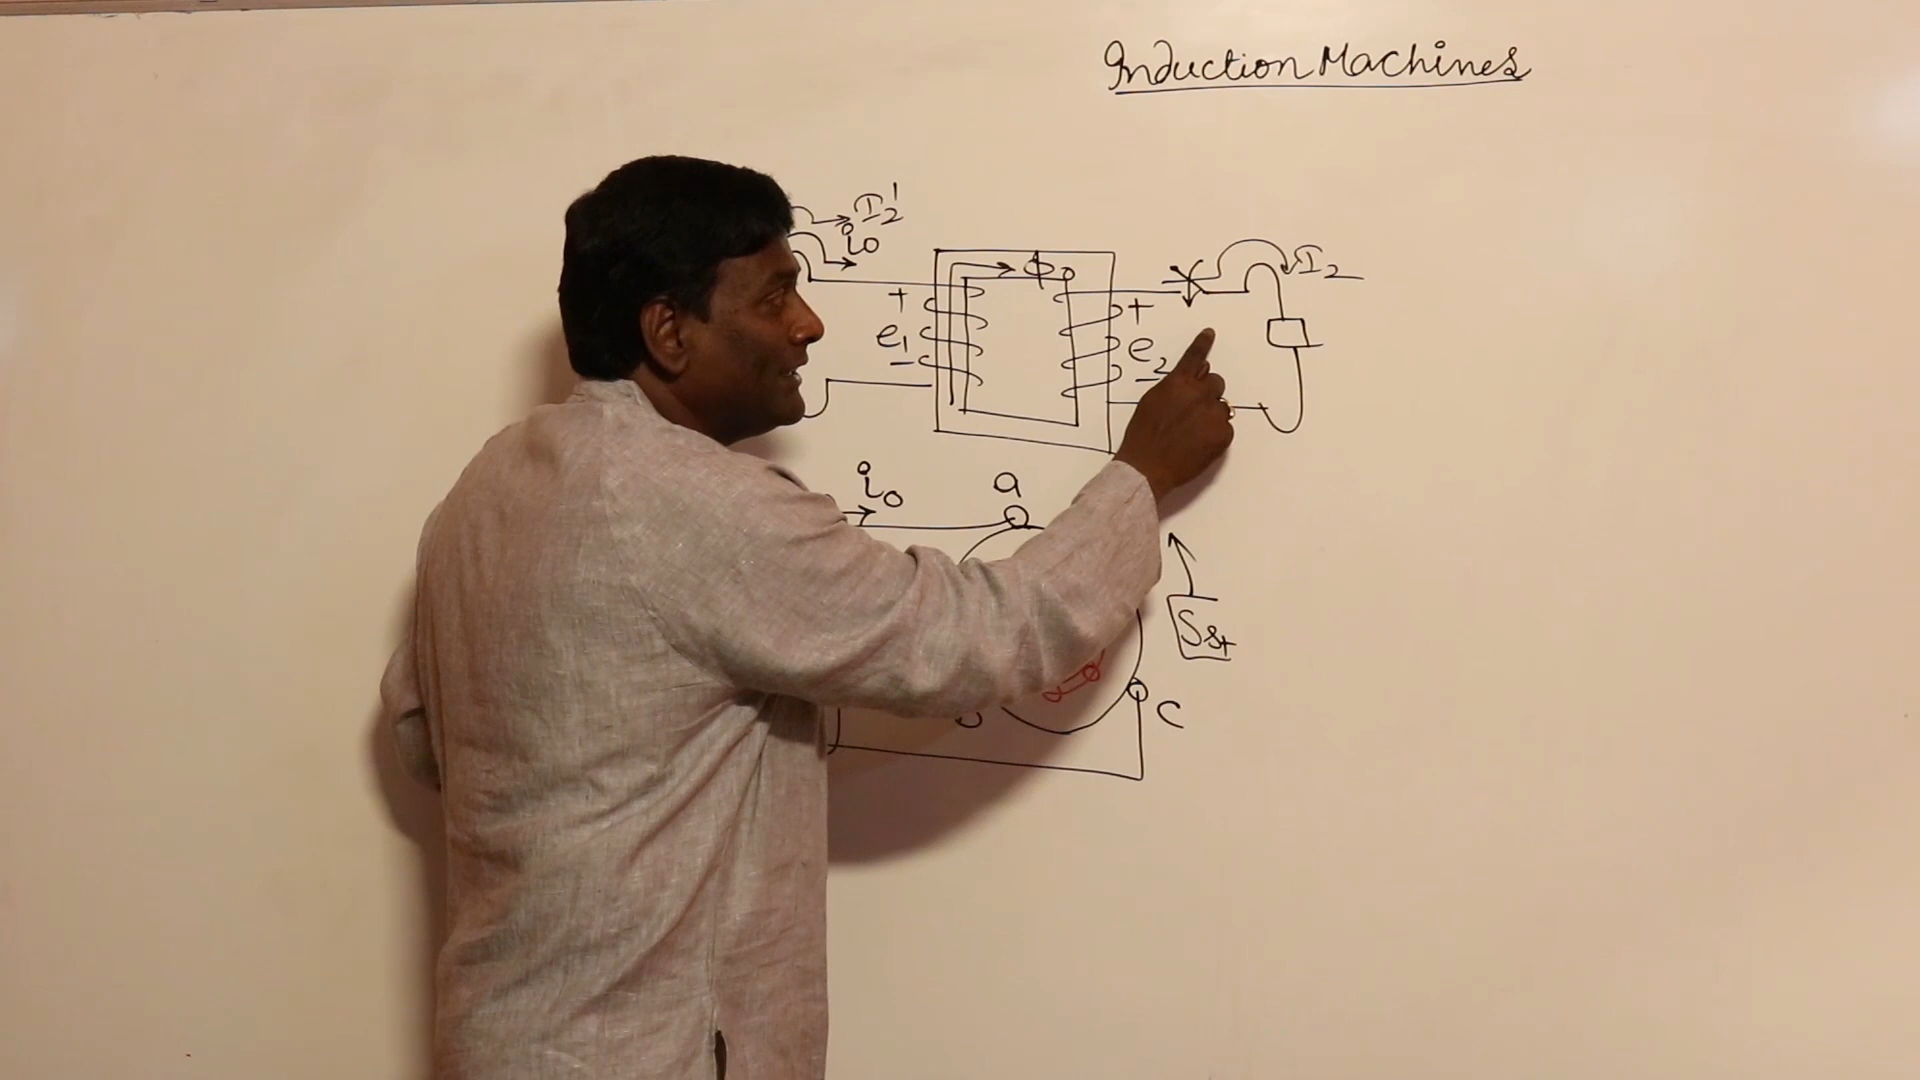 Induction Machines
I2'
i0
Φ0
I2
+
+
e1
e2
i0
a
Sst
c